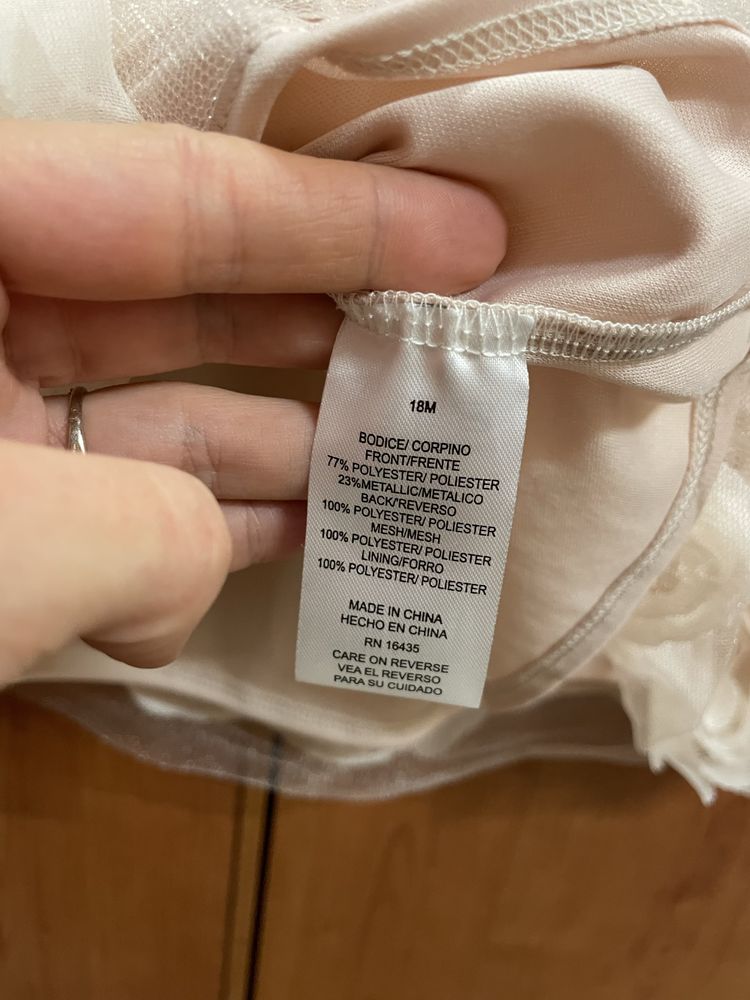 18M
BODICE/ CORPINO
FRONT/FRENTE
77% POLYESTER/ POLIESTER
23%METALLIC/METALICO
BACK/REVERSO
100% POLYESTER/ POLIESTER
MESH/MESH
100% POLYESTER/ POLIESTER
LINING/FORRO
100% POLYESTER/ POLIESTER
MADE IN CHINA
HECHO EN CHINA
RN 16435
CARE ON REVERSE
VEA EL REVERSO
PARA SU CUIDADO